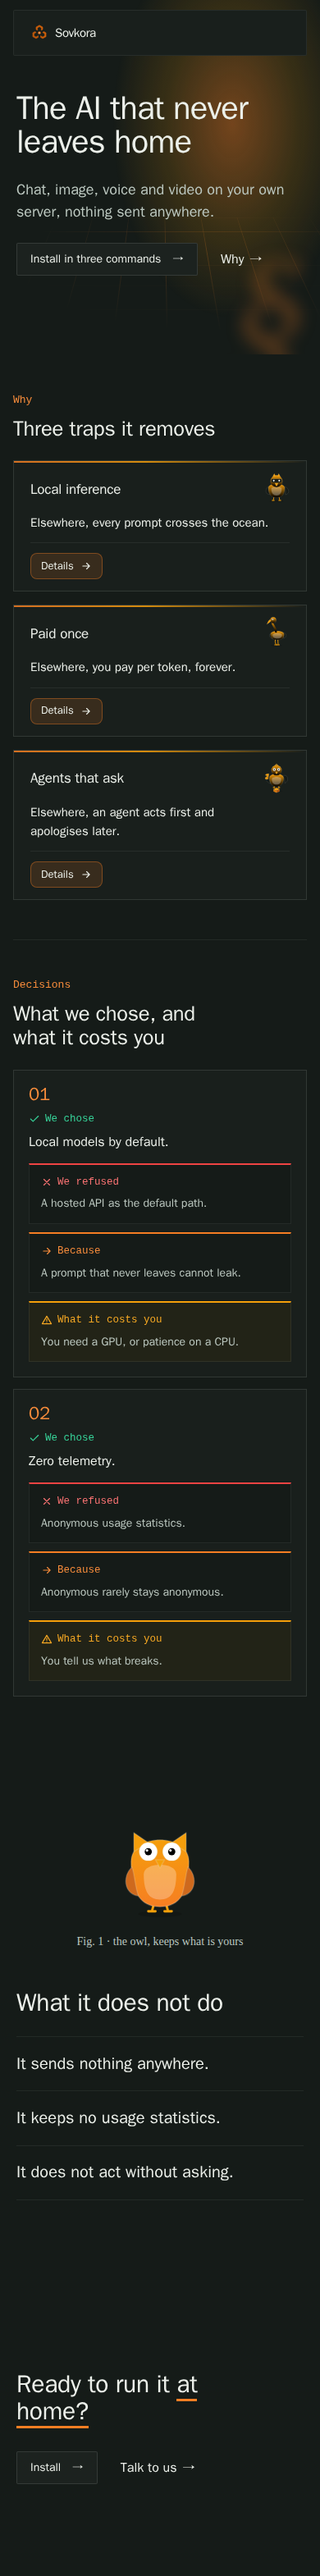 Sovkora
The AI that never
leaves home
Chat, image, voice and video on your own
server, nothing sent anywhere.
Install in three commands →
Why →
Why
Three traps it removes
Local inference
Elsewhere, every prompt crosses the ocean.
Details →
Paid once
Elsewhere, you pay per token, forever.
Details →
Agents that ask
Elsewhere, an agent acts first and
apologises later.
Details →
Decisions
What we chose, and
what it costs you
01
We chose
Local models by default.
We refused
A hosted API as the default path.
Because
A prompt that never leaves cannot leak.
What it costs you
You need a GPU, or patience on a CPU.
02
We chose
Zero telemetry.
We refused
Anonymous usage statistics.
Because
Anonymous rarely stays anonymous.
What it costs you
You tell us what breaks.
Fig. 1 · the owl, keeps what is yours
What it does not do
It sends nothing anywhere.
It keeps no usage statistics.
It does not act without asking.
Ready to run it at
home?
Install →
Talk to us →